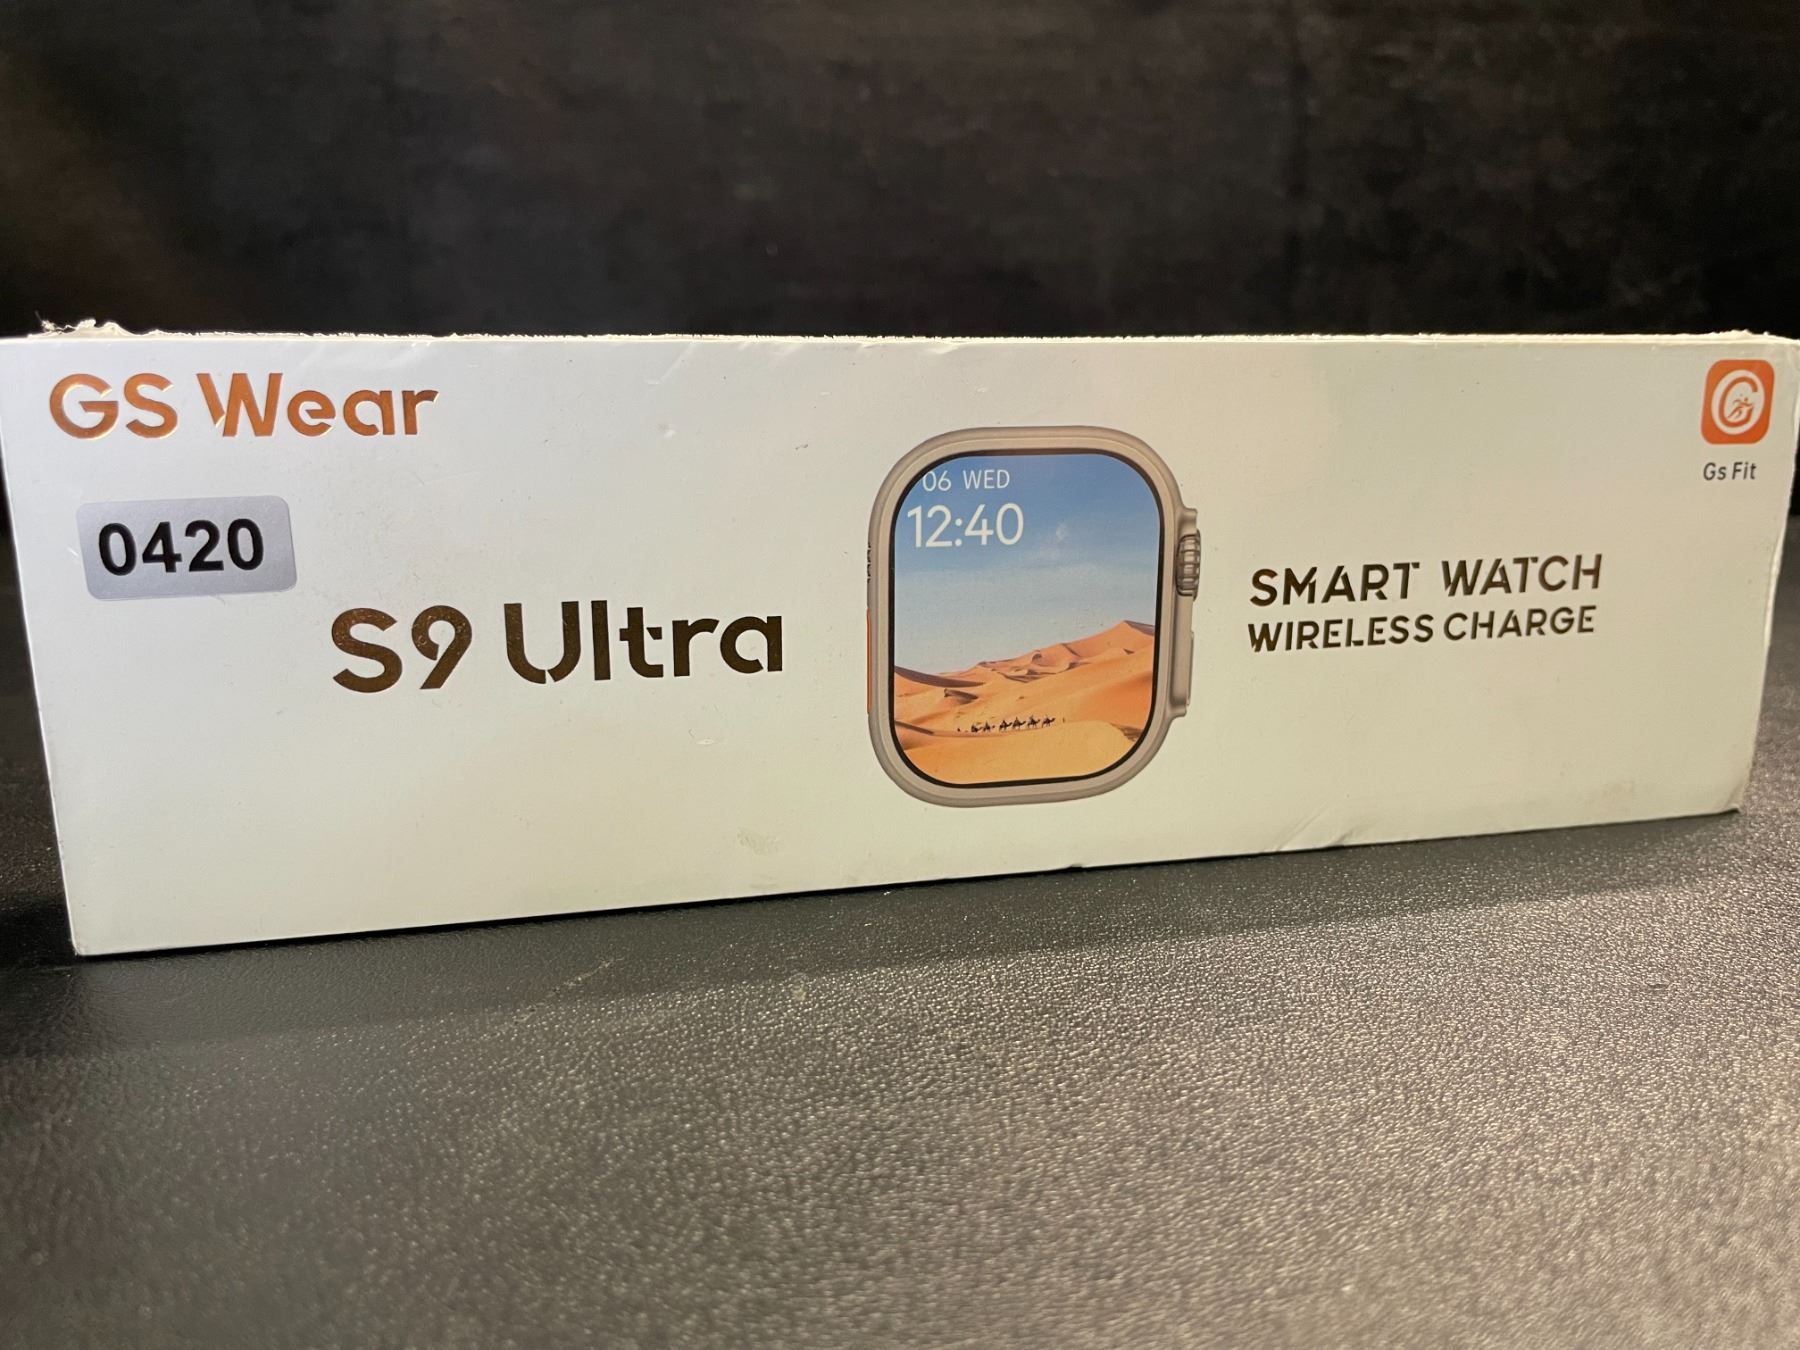 GS Wear
0420
S9 Ultra
06 WED
12:40
SMART WATCH
WIRELESS CHARGE
G
Gs Fit